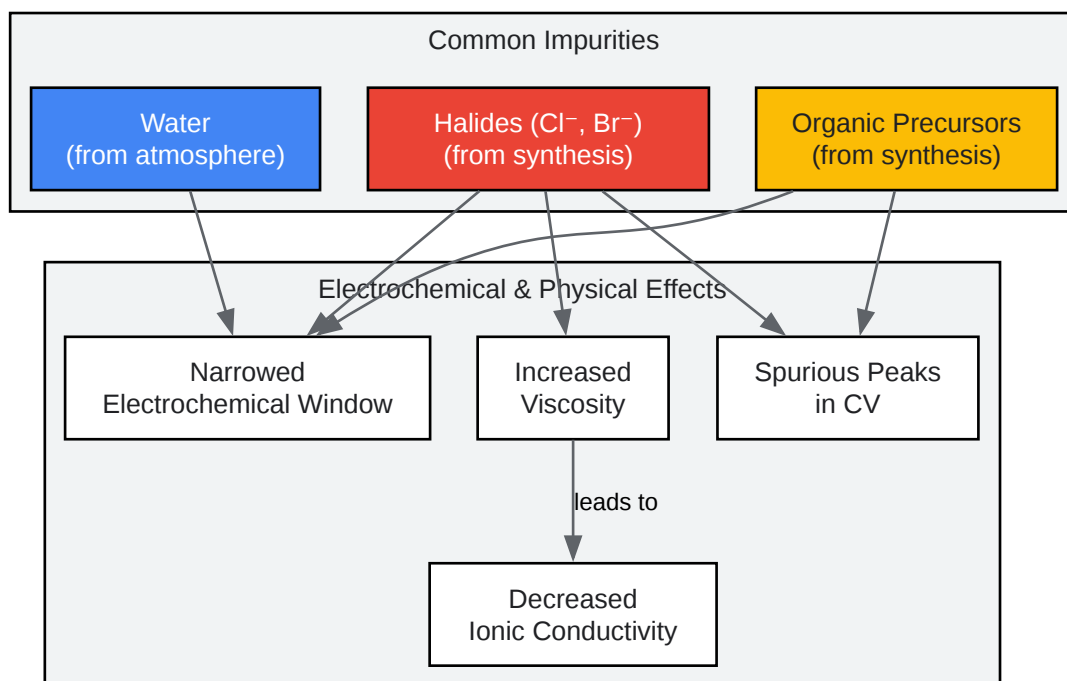 Common Impurities
Water
(from atmosphere)
Halides (Cl⁻, Br⁻)
(from synthesis)
Organic Precursors
(from synthesis)
Electrochemical & Physical Effects
Narrowed
Electrochemical Window
Increased
Viscosity
Spurious Peaks
in CV
leads to
Decreased
Ionic Conductivity